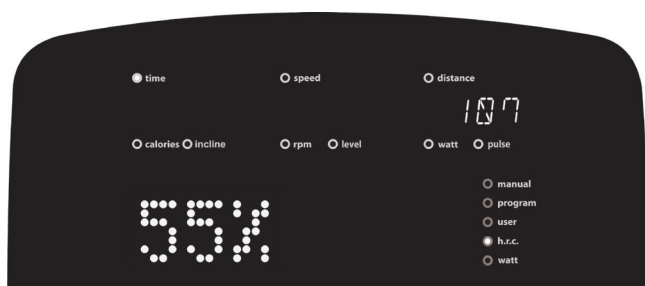 time speed distance
107
calories incline rpm level watt pulse
manual
program
user
h.r.c.
watt
55%